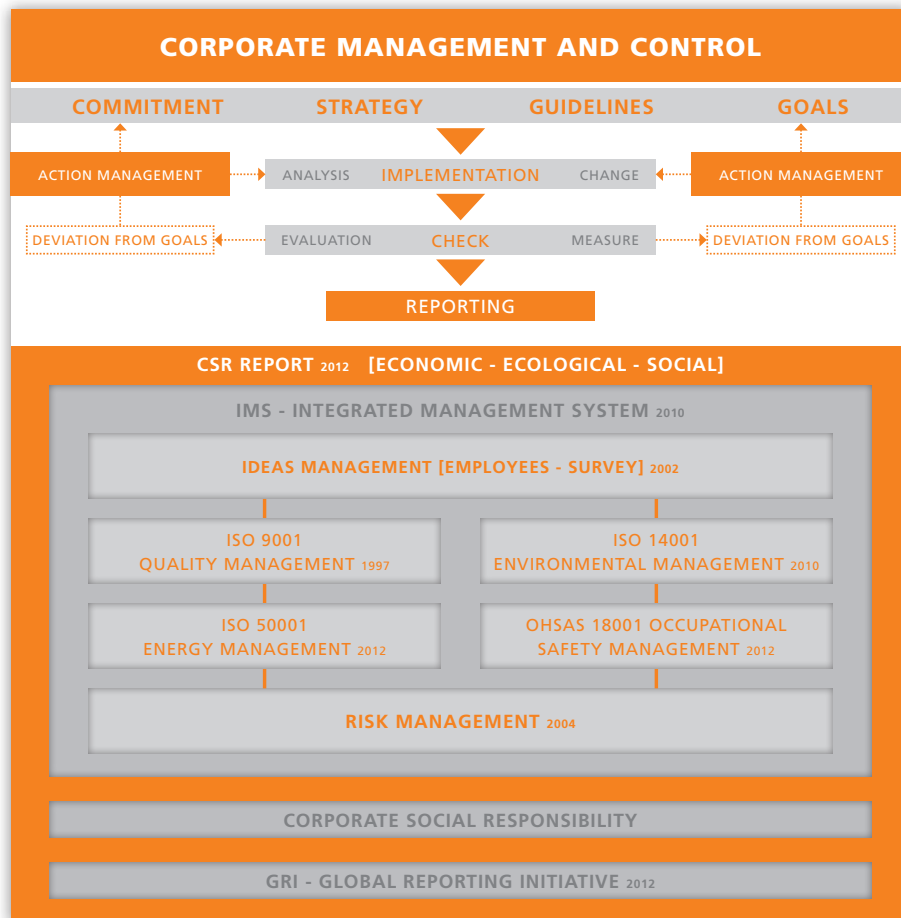 CORPORATE MANAGEMENT AND CONTROL
COMMITMENT STRATEGY GUIDELINES GOALS
ACTION MANAGEMENT ANALYSIS IMPLEMENTATION CHANGE ACTION MANAGEMENT
DEVIATION FROM GOALS EVALUATION CHECK MEASURE DEVIATION FROM GOALS
REPORTING
CSR REPORT 2012 [ECONOMIC - ECOLOGICAL - SOCIAL]
IMS - INTEGRATED MANAGEMENT SYSTEM 2010
IDEAS MANAGEMENT [EMPLOYEES - SURVEY] 2002
ISO 9001
QUALITY MANAGEMENT 1997
ISO 14001
ENVIRONMENTAL MANAGEMENT 2010
ISO 50001
ENERGY MANAGEMENT 2012
OHSAS 18001 OCCUPATIONAL
SAFETY MANAGEMENT 2012
RISK MANAGEMENT 2004
CORPORATE SOCIAL RESPONSIBILITY
GRI - GLOBAL REPORTING INITIATIVE 2012